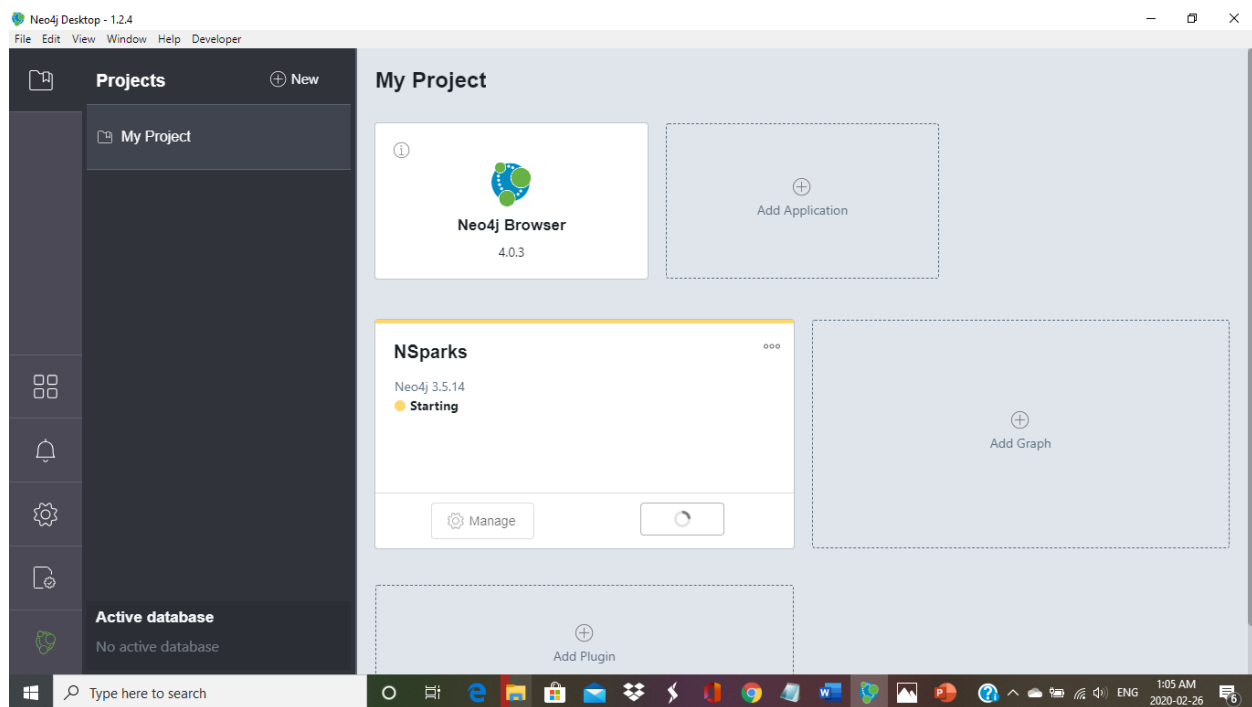 Neo4j Desktop - 1.2.4
File Edit View Window Help Developer
Projects
New
My Project
Active database
No active database
My Project
Neo4j Browser
4.0.3
Add Application
NSparks
Neo4j 3.5.14
Starting
Manage
Add Graph
Add Plugin
Type here to search
ENG
1:05 AM
2020-02-26
6